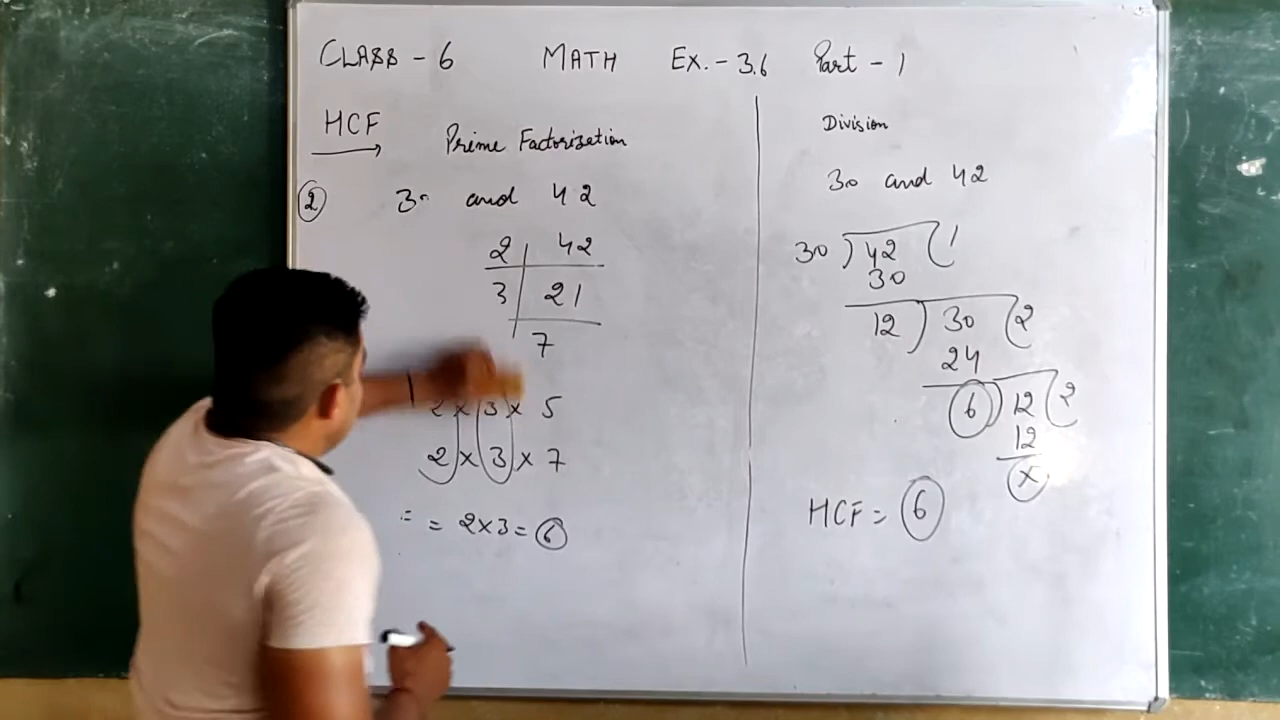 CLASS - 6 MATH EX. - 3.6 Part - 1
HCF
Prime Factorization
② 30 and 42
2 | 42
3 | 21
7
2 x 3 x 5
2 x 3 x 7
= 2 x 3 = 6
Division
30 and 42
30 ) 42 ( 1
30
12 ) 30 ( 2
24
6 ) 12 ( 2
12
x
HCF = 6